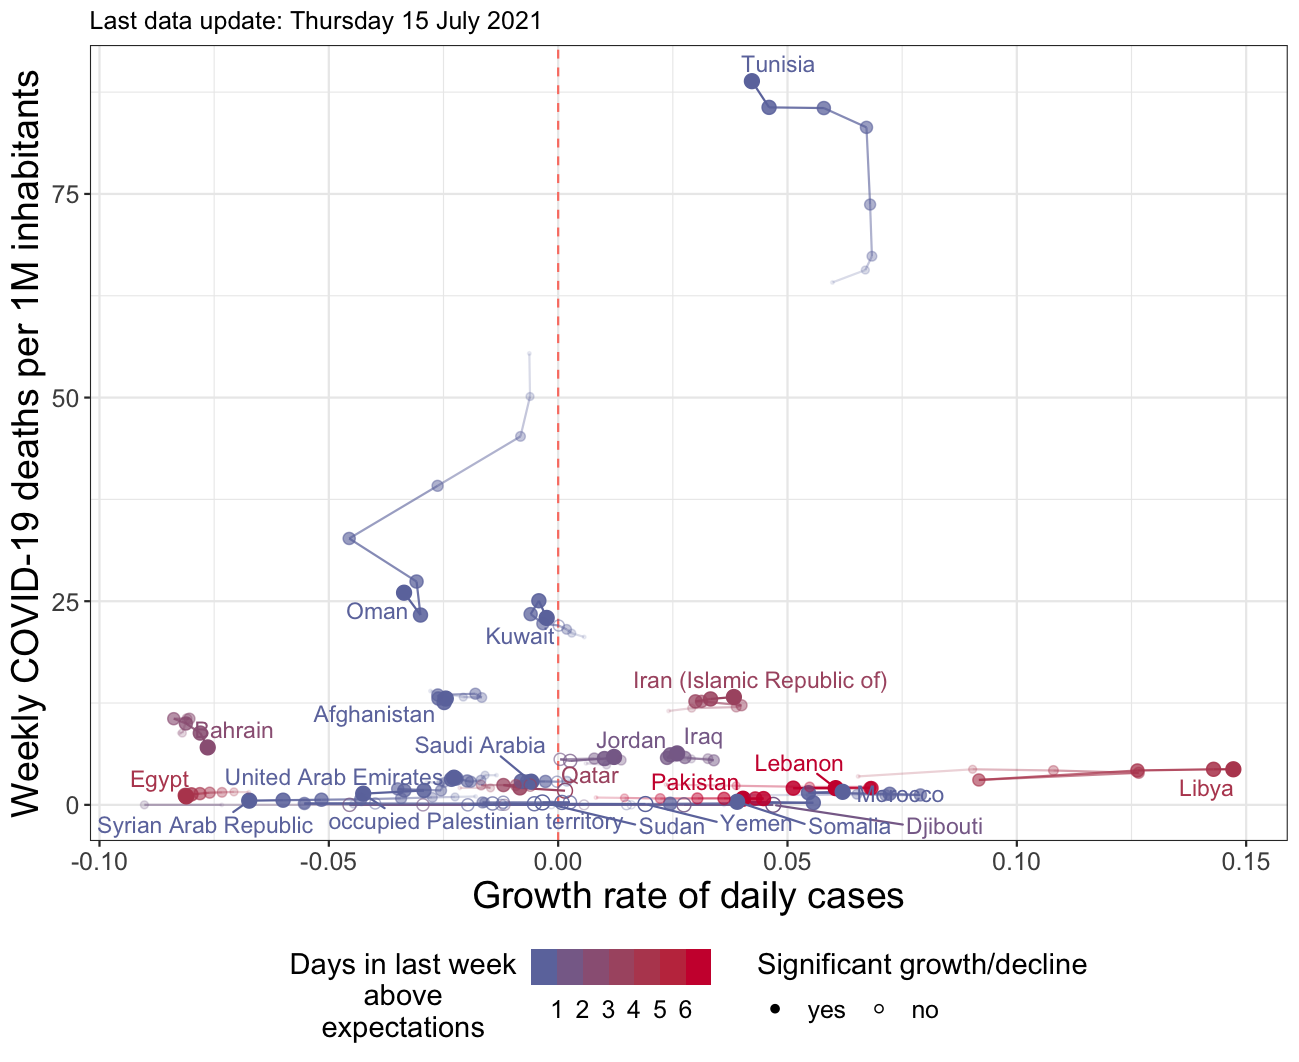 Last data update: Thursday 15 July 2021
Weekly COVID-19 deaths per 1M inhabitants
75
50
25
0
Tunisia
Oman
Kuwait
Iran (Islamic Republic of)
Afghanistan
Bahrain
Saudi Arabia
Jordan
Iraq
Lebanon
Egypt
United Arab Emirates
Qatar
Pakistan
Morocco
Libya
Syrian Arab Republic
occupied Palestinian territory
Sudan
Yemen
Somalia
Djibouti
-0.10
-0.05
0.00
0.05
0.10
0.15
Growth rate of daily cases
Days in last week
above
expectations
1 2 3 4 5 6
Significant growth/decline
yes
no